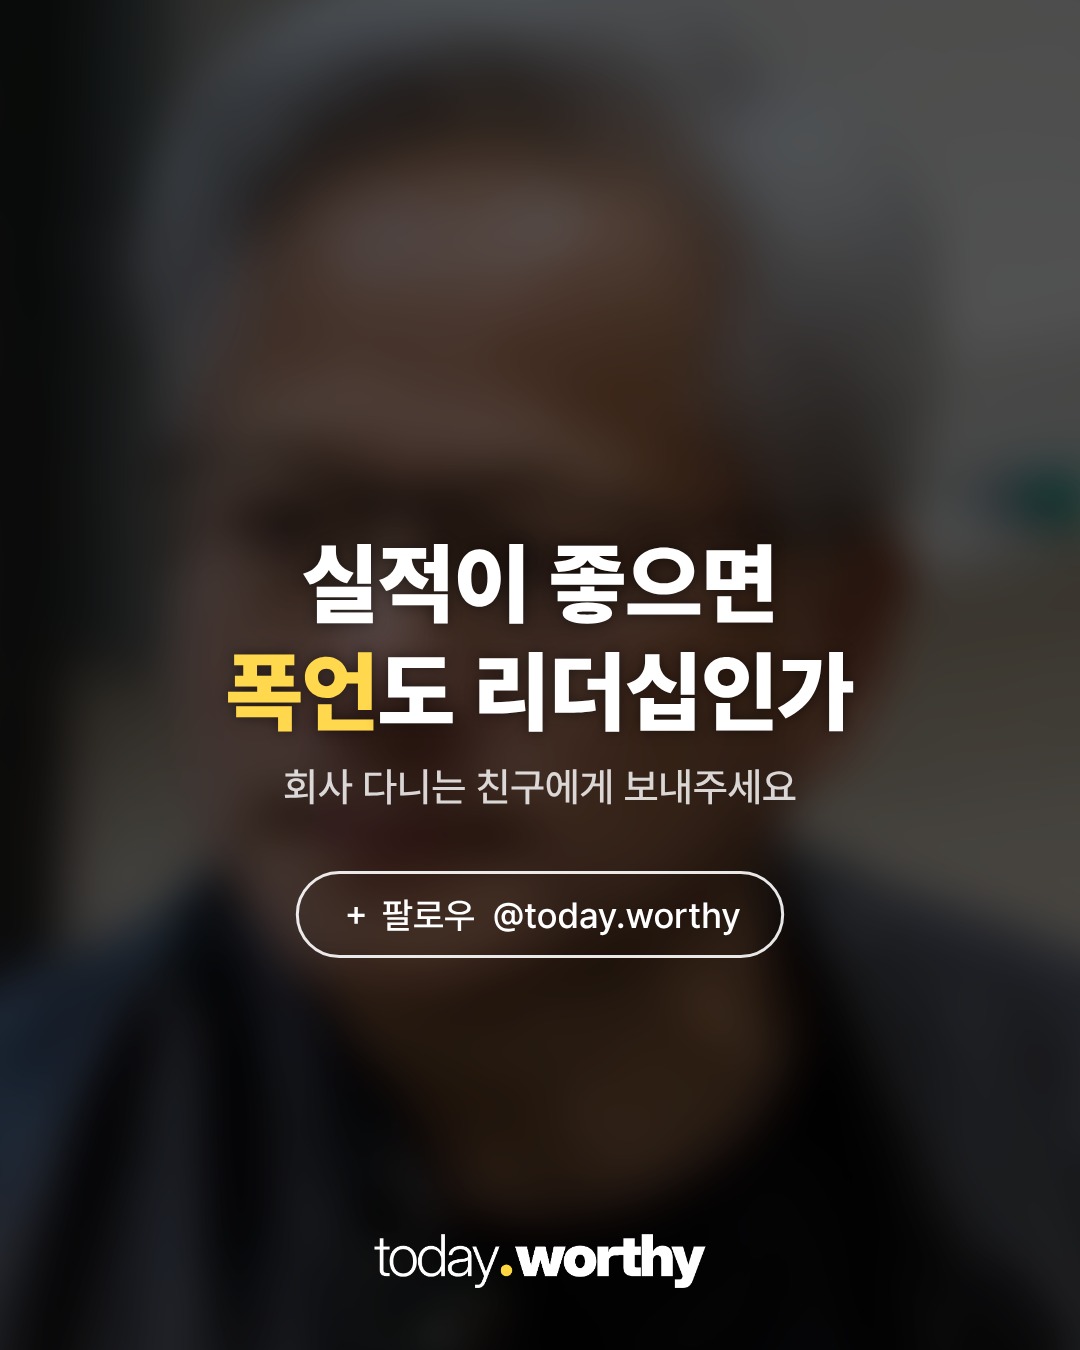 실적이 좋으면
폭언도 리더십인가
회사 다니는 친구에게 보내주세요
+ 팔로우 @today.worthy
today.worthy